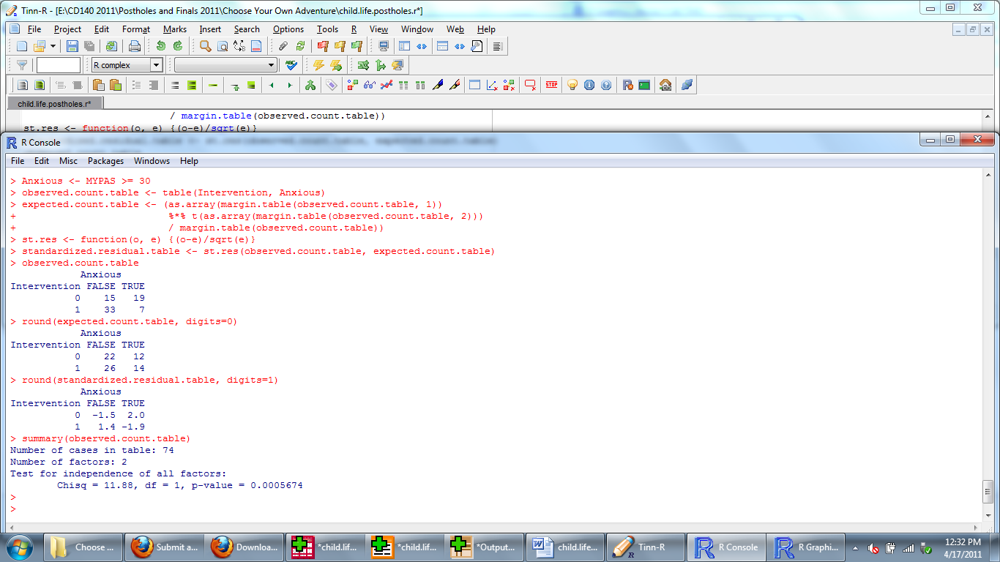 Tinn-R - [E:\CD140 2011\Postholes and Finals 2011\Choose Your Own Adventure\child.life.postholes.r*]
File Project Edit Format Marks Insert Search Options Tools R View Window Web Help
R complex
ABC
STOP
child.life.postholes.r*
/ margin.table(observed.count.table))
st.res <- function(o, e) {(o-e)/sqrt(e)}
R Console
File Edit Misc Packages Windows Help
> Anxious <- MYPAS >= 30
> observed.count.table <- table(Intervention, Anxious)
> expected.count.table <- (as.array(margin.table(observed.count.table, 1))
+ %*% t(as.array(margin.table(observed.count.table, 2)))
+ / margin.table(observed.count.table))
> st.res <- function(o, e) {(o-e)/sqrt(e)}
> standardized.residual.table <- st.res(observed.count.table, expected.count.table)
> observed.count.table
Anxious
Intervention FALSE TRUE
0 15 19
1 33 7
> round(expected.count.table, digits=0)
Anxious
Intervention FALSE TRUE
0 22 12
1 26 14
> round(standardized.residual.table, digits=1)
Anxious
Intervention FALSE TRUE
0 -1.5 2.0
1 1.4 -1.9
> summary(observed.count.table)
Number of cases in table: 74
Number of factors: 2
Test for independence of all factors:
Chisq = 11.88, df = 1, p-value = 0.0005674
>
>
Choose ... Submit a... Downloa... *child.lif... *child.lif... *Output... child.life... Tinn-R R Console R Graphi... 12:32 PM
4/17/2011